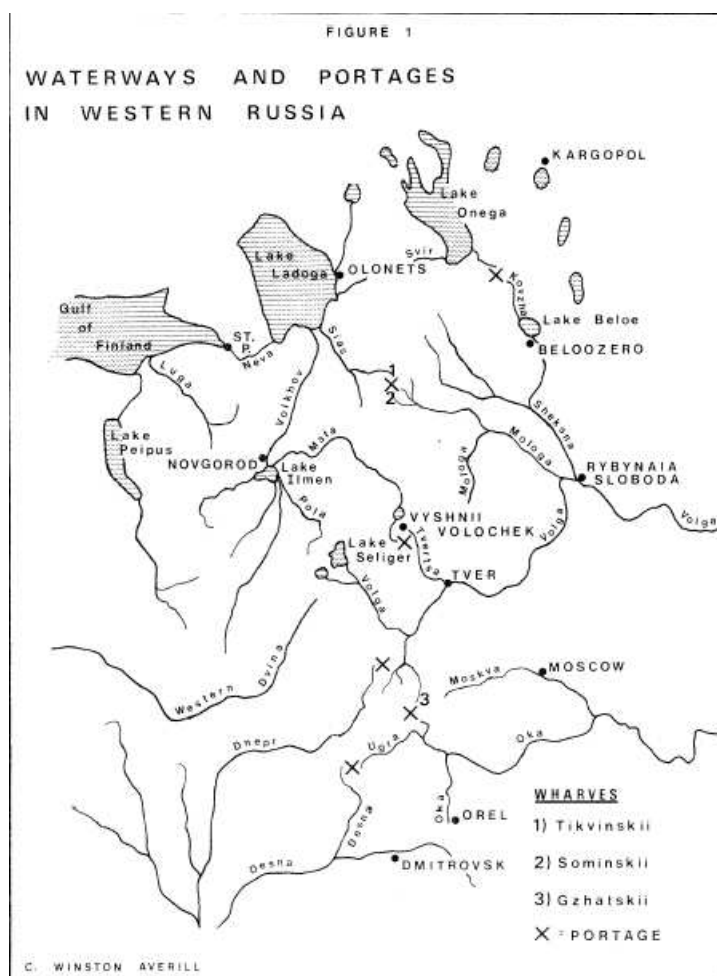 FIGURE 1
WATERWAYS AND PORTAGES
IN WESTERN RUSSIA
KARGOPOL
Lake
Onega
Svir
Kovzha
Lake
Ladoga
OLONETS
Lake Beloe
BELOOZERO
Gulf
of
Finland
ST.
P.
Neva
Luga
Sias
1
2
Volkhov
Sheksna
Lake
Peipus
Msta
Mologa
Mologa
NOVGOROD
Lake
Ilmen
RYBYNAIA
SLOBODA
Pola
Volga
Volga
VYSHNII
VOLOCHEK
Lake
Seliger
Tvertsa
Volga
TVER
Western Dvina
Moskva
MOSCOW
3
Dnepr
Ugra
Oka
Desna
Oka
OREL
Desna
DMITROVSK
WHARVES
1) Tikvinskii
2) Sominskii
3) Gzhatskii
X = PORTAGE
C. WINSTON AVERILL